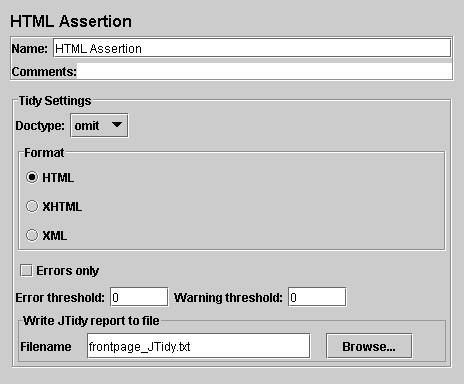 HTML Assertion
Name: HTML Assertion
Comments:
Tidy Settings
Doctype: omit
Format
HTML
XHTML
XML
Errors only
Error threshold: 0 Warning threshold: 0
Write JTidy report to file
Filename frontpage_JTidy.txt Browse...